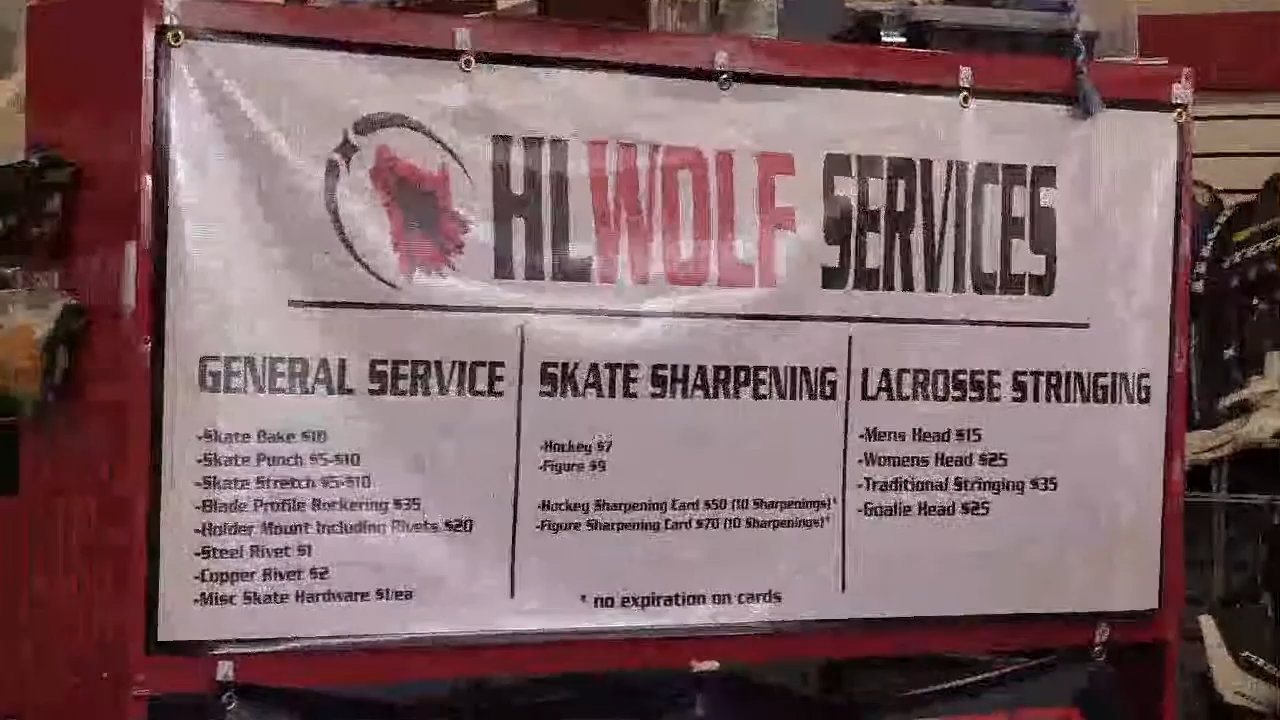 HLWOLF SERVICES
GENERAL SERVICE
-Skate Bake $10
-Skate Punch $5-$10
-Skate Stretch $5-$10
-Blade Profile Rockering $35
-Holder Mount Including Rivets $20
-Steel Rivet $1
-Copper Rivet $2
-Misc Skate Hardware $1/ea
SKATE SHARPENING
-Hockey $7
-Figure $9
-Hockey Sharpening Card $50 (10 Sharpenings)*
-Figure Sharpening Card $70 (10 Sharpenings)*
* no expiration on cards
LACROSSE STRINGING
-Mens Head $15
-Womens Head $25
-Traditional Stringing $35
-Goalie Head $25